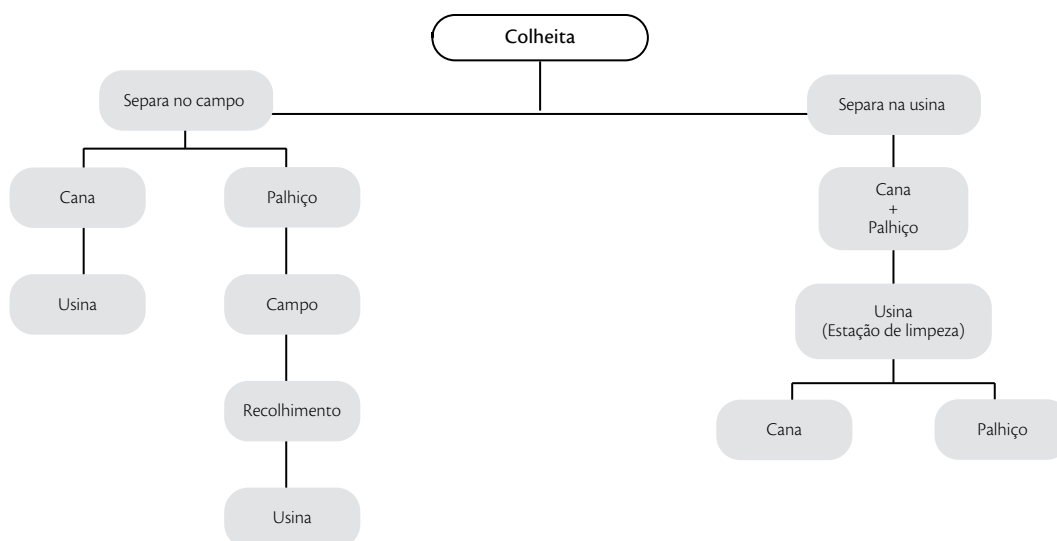 Colheita
Separa no campo
Separa na usina
Cana
Palhiço
Cana
+
Palhiço
Usina
Campo
Usina
(Estação de limpeza)
Recolhimento
Cana
Palhiço
Usina